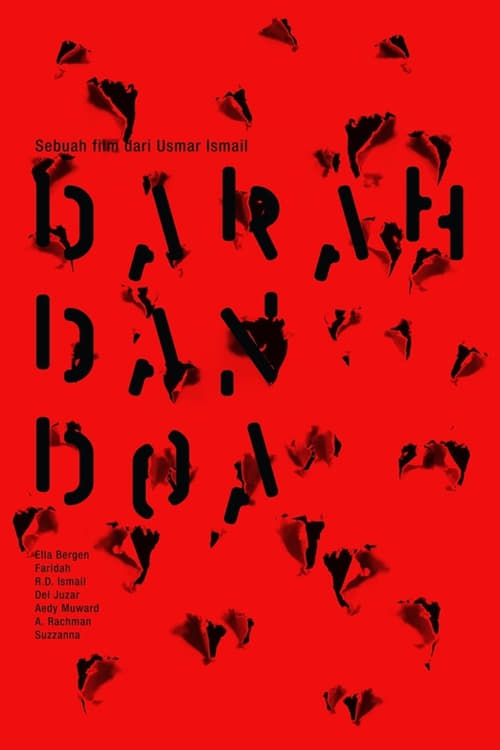 Sebuah film dari Usmar Ismail
DARAH
DAN
DOA
Ella Bergen
Faridah
R.D. Ismail
Del Juzar
Aedy Muward
A. Rachman
Suzzanna